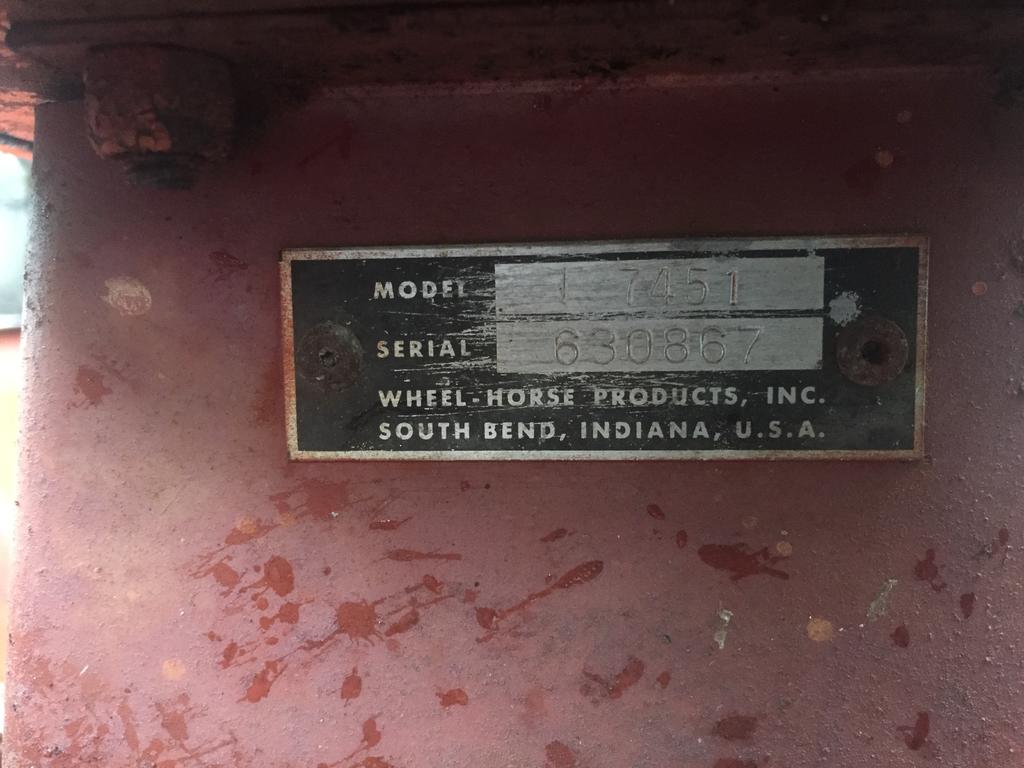 MODEL 1 7451
SERIAL 630867
WHEEL-HORSE PRODUCTS, INC.
SOUTH BEND, INDIANA, U.S.A.